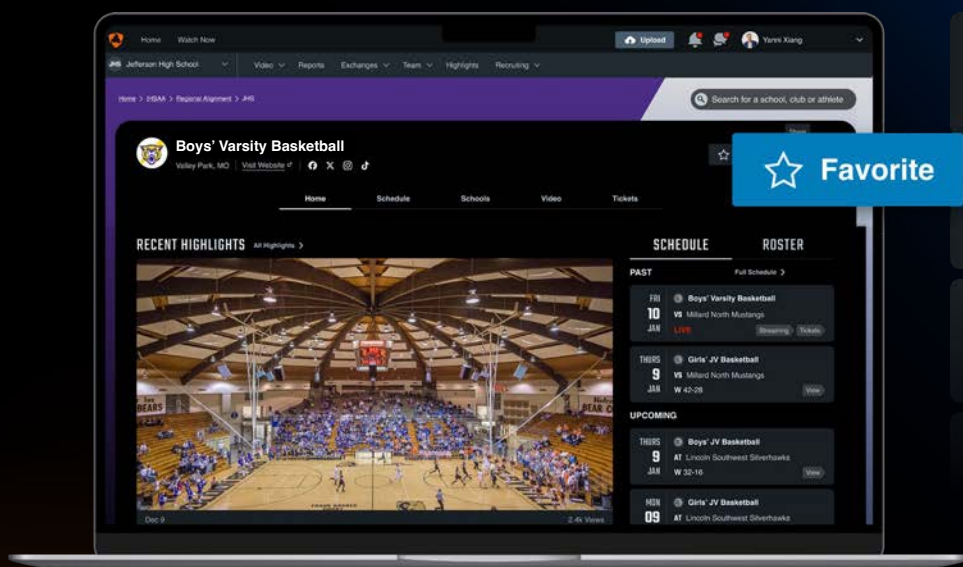 Home Watch Now Upload Yanni Xiang
JHS Jefferson High School Video Reports Exchanges Team Highlights Recruiting
Home > IHSAA > Regional Alignment > JHS
Search for a school, club or athlete
Share
Boys’ Varsity Basketball
Valley Park, MO Visit Website
Favorite
Home Schedule Schools Video Tickets
RECENT HIGHLIGHTS All Highlights >
SCHEDULE ROSTER
PAST Full Schedule >
FRI 10 JAN
Boys' Varsity Basketball
VS Millard North Mustangs
LIVE Streaming Tickets
THURS 9 JAN
Girls' JV Basketball
VS Millard North Mustangs
W 42-28 View
UPCOMING
THURS 9 JAN
Boys' JV Basketball
AT Lincoln Southwest Silverhawks
W 32-16 View
MON 09
Girls' JV Basketball
AT Lincoln Southwest Silverhawks
BEARS
BEAR
Dec 9 2.4k Views